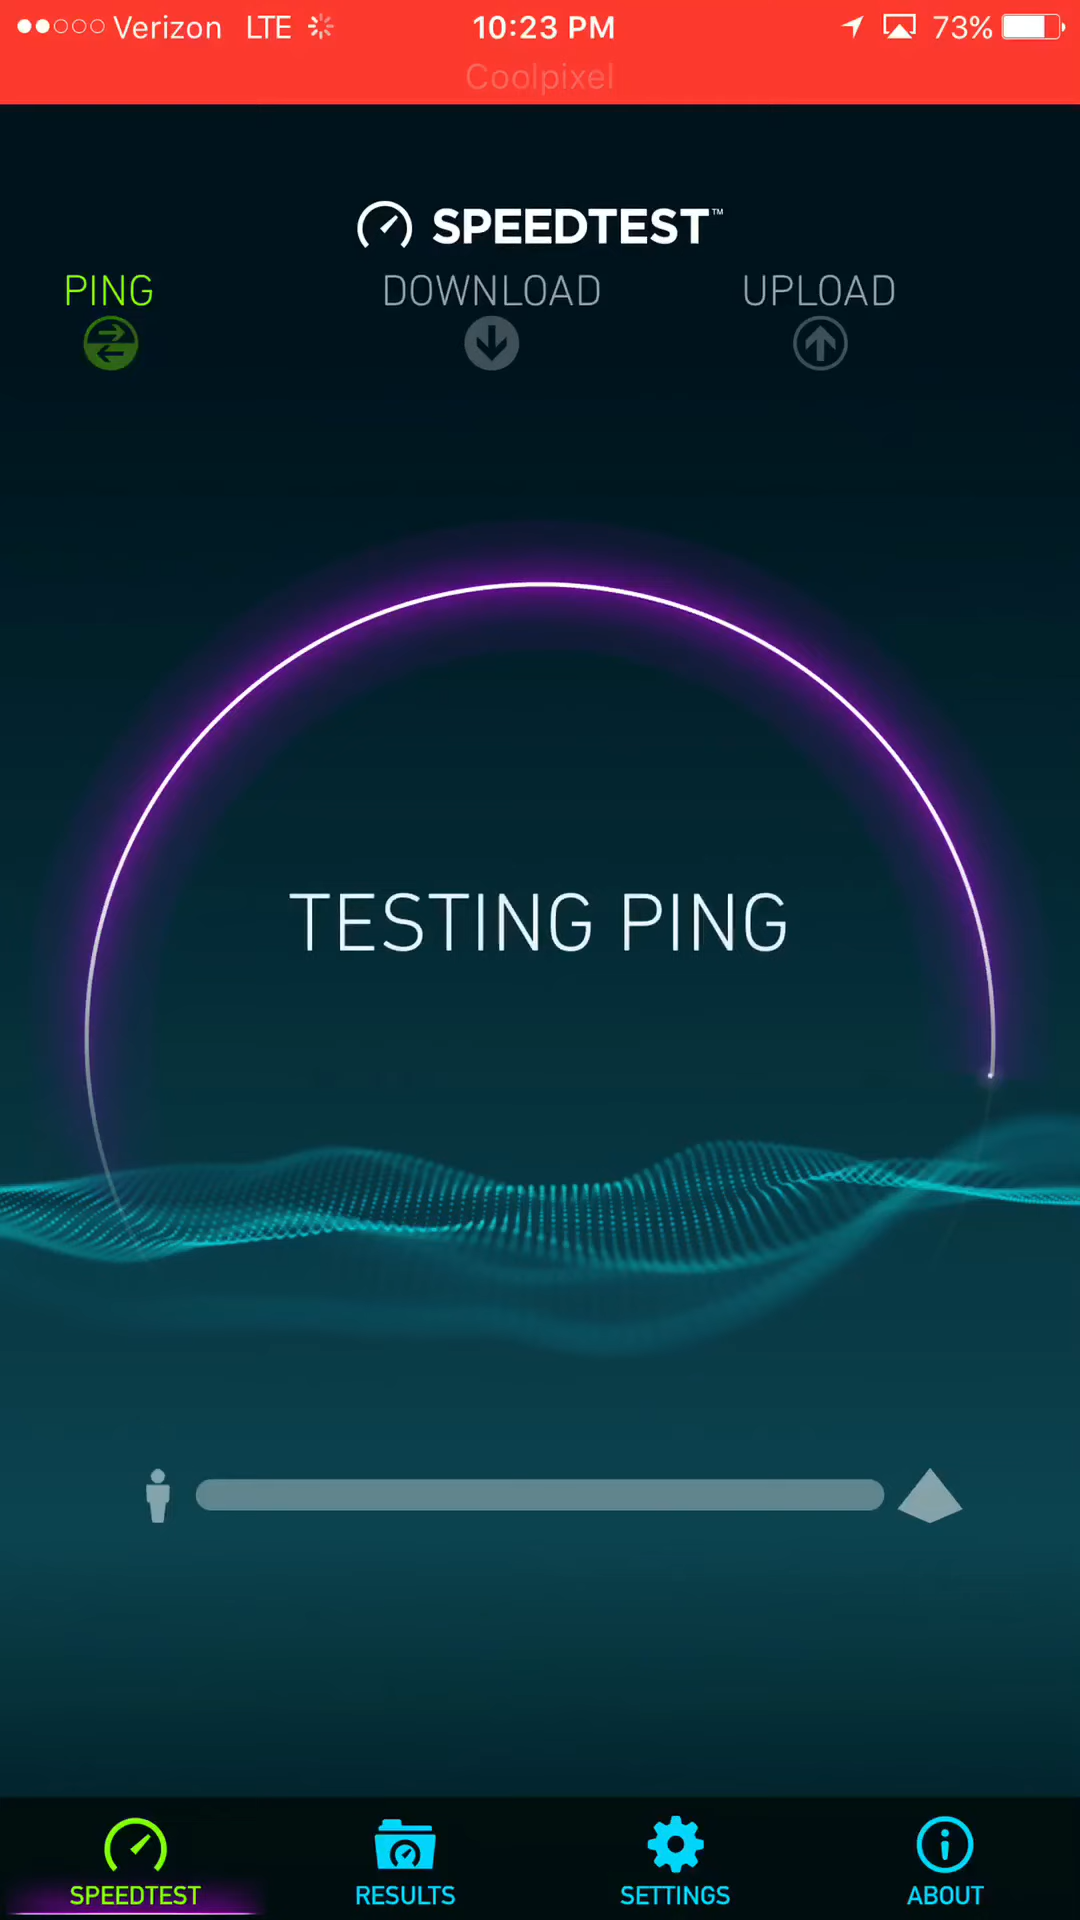 Verizon LTE 10:23 PM 73%
Coolpixel
SPEEDTEST™
PING DOWNLOAD UPLOAD
TESTING PING
SPEEDTEST RESULTS SETTINGS ABOUT